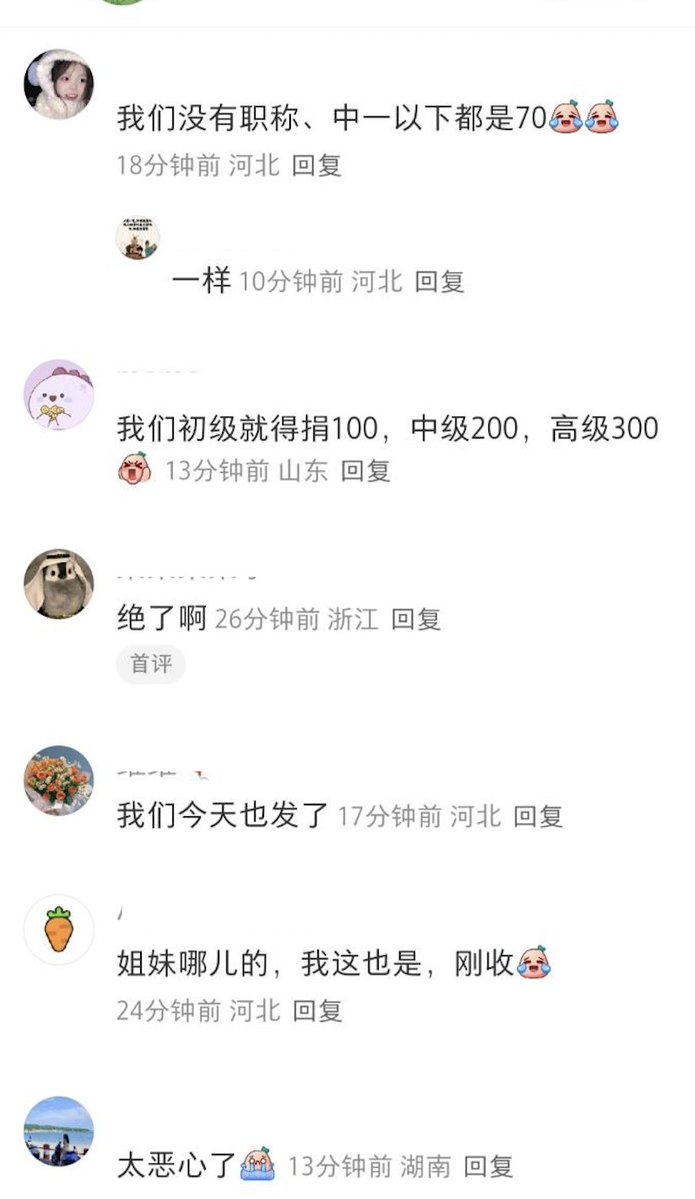 我们没有职称、中一以下都是70
18分钟前 河北 回复
一样 10分钟前 河北 回复
我们初级就得捐100，中级200，高级300
13分钟前 山东 回复
绝了啊 26分钟前 浙江 回复
首评
我们今天也发了 17分钟前 河北 回复
姐妹哪儿的，我这也是，刚收
24分钟前 河北 回复
太恶心了 13分钟前 湖南 回复